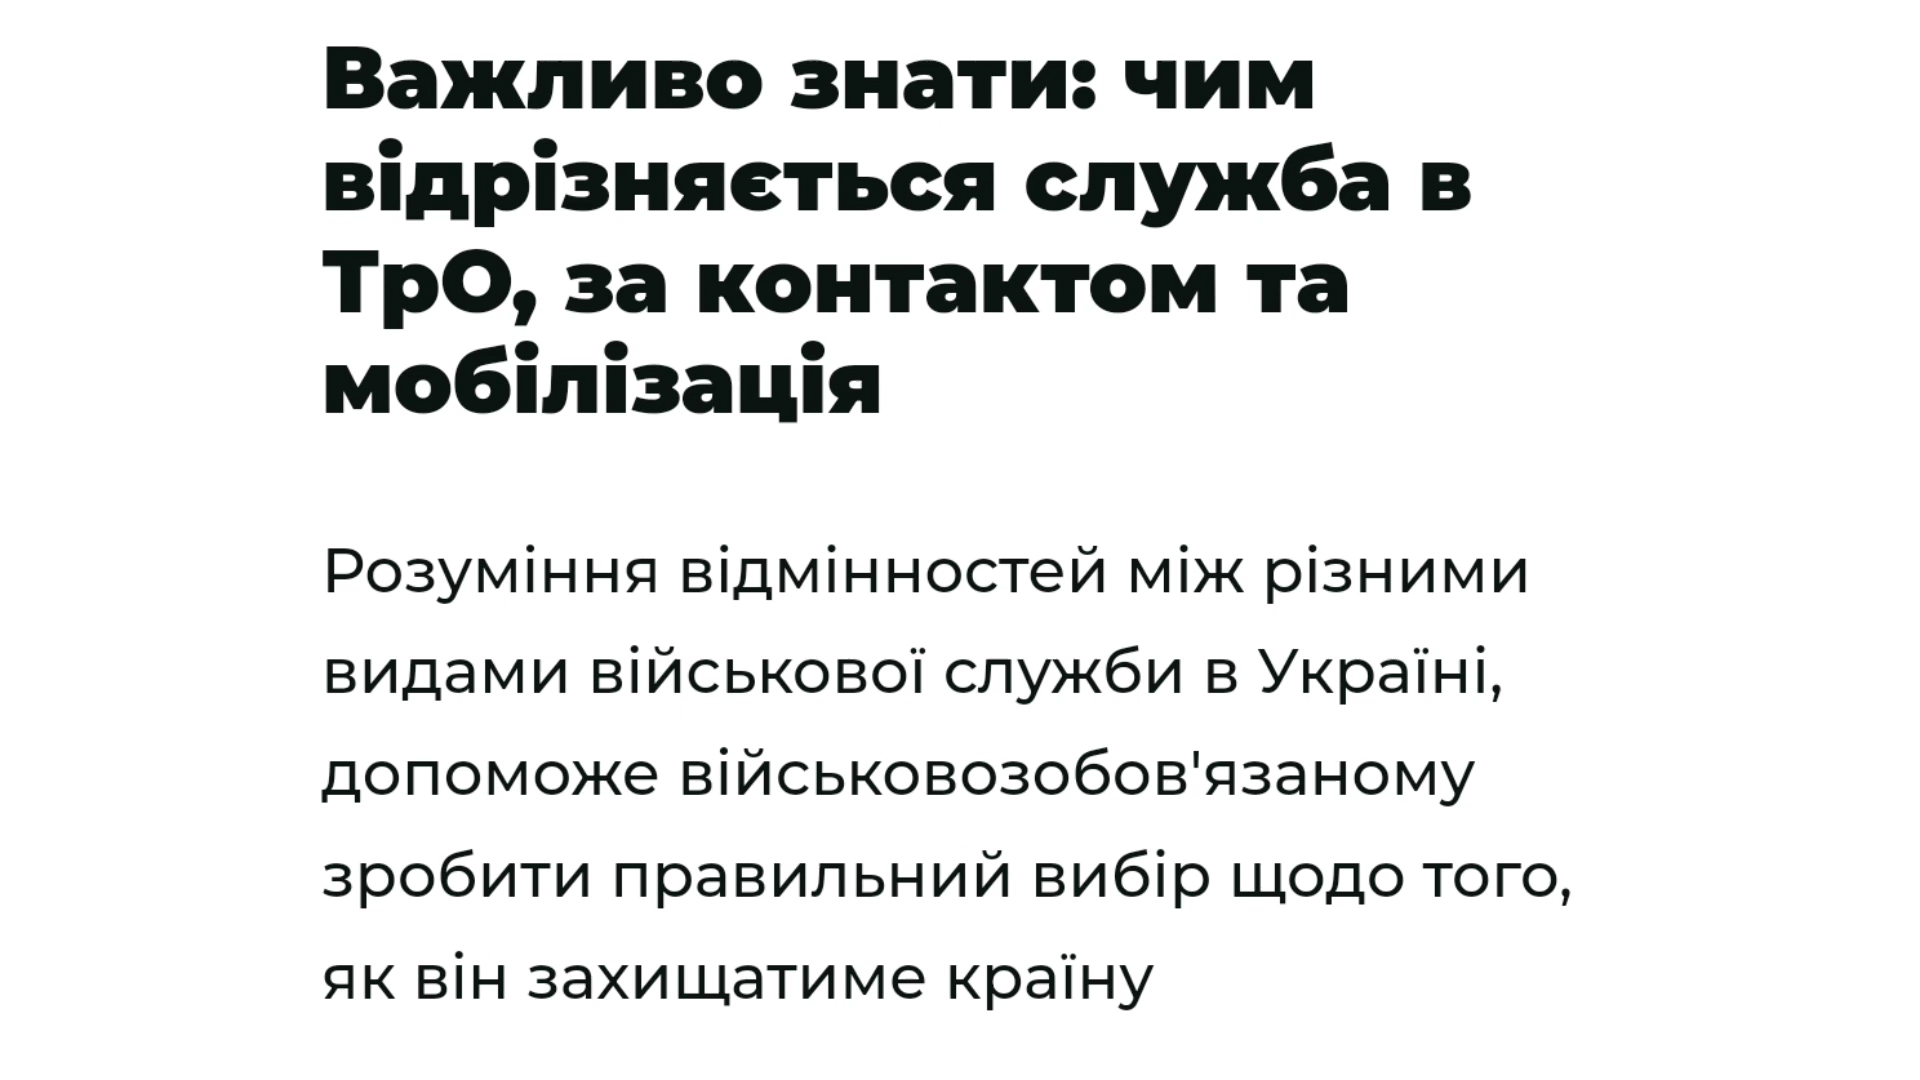 Важливо знати: чим
відрізняється служба в
ТрО, за контактом та
мобілізація
Розуміння відмінностей між різними
видами військової служби в Україні,
допоможе військовозобов'язаному
зробити правильний вибір щодо того,
як він захищатиме країну